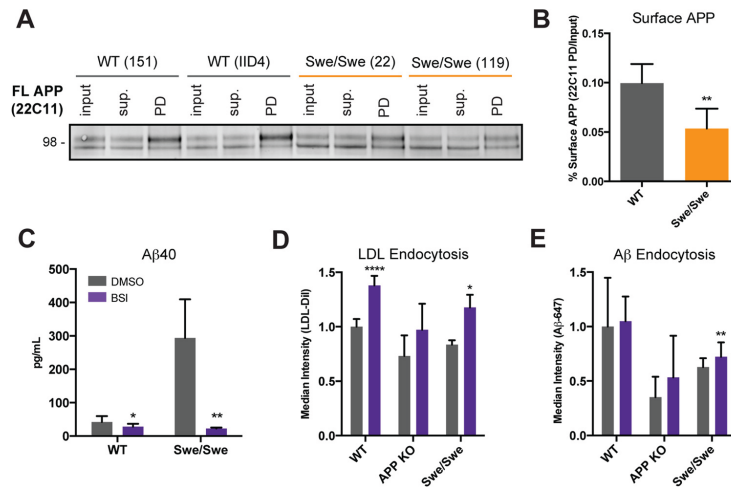 A
WT (151) WT (IID4) Swe/Swe (22) Swe/Swe (119)
FL APP
(22C11)
input sup. PD input sup. PD input sup. PD input sup. PD
98 -
B
Surface APP
% Surface APP (22C11 PD/Input)
0.15
0.10
0.05
0.00
**
WT Swe/Swe
C
Aβ40
DMSO
BSI
pg/mL
500
400
300
200
100
0
* **
WT Swe/Swe
D
LDL Endocytosis
Median Intensity (LDL-DiI)
1.5
1.0
0.5
0.0
**** *
WT APP KO Swe/Swe
E
Aβ Endocytosis
Median Intensity (Aβ-647)
1.5
1.0
0.5
0.0
**
WT APP KO Swe/Swe